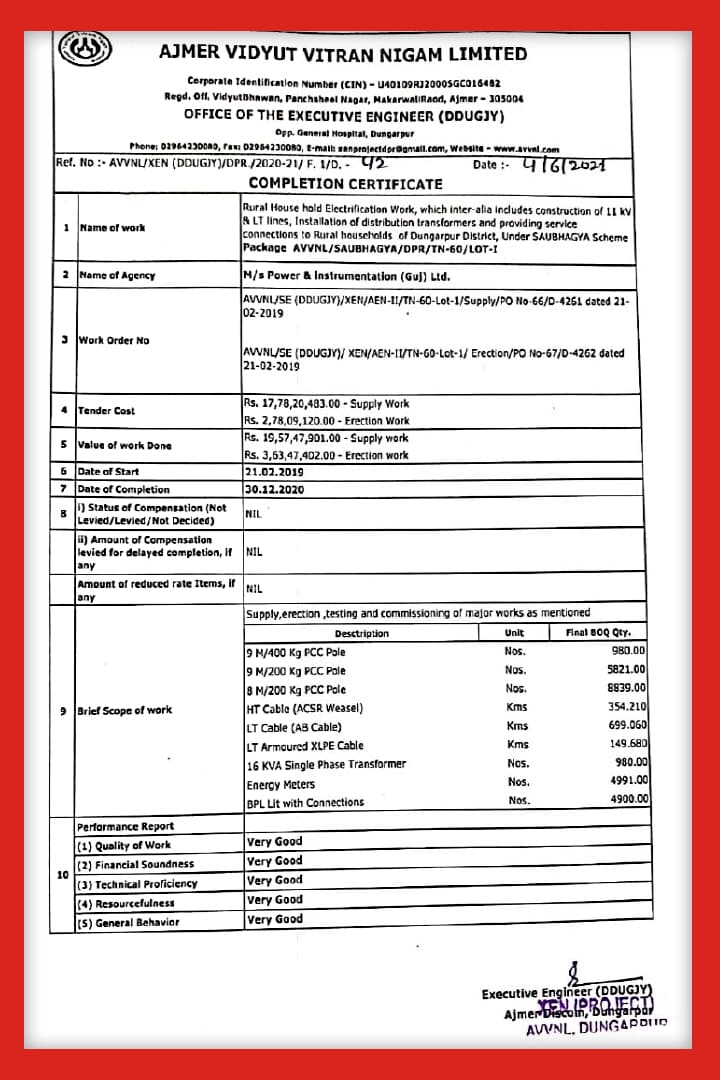 AJMER VIDYUT VITRAN NIGAM LIMITED
Corporate Identification Number (CIN) - U40109RJ2000SGC016482
Regd. Off. VidyutBhawan, Panchsheel Nagar, MakarwaliRaod, Ajmer - 305004
OFFICE OF THE EXECUTIVE ENGINEER (DDUGJY)
Opp. General Hospital, Dungarpur
Phone: 02964230080, Fax: 02964230080, E-mail: xenprojectdpr@gmail.com, Website - www.avvnl.com
Ref. No :- AVVNL/XEN (DDUGJY)/DPR./2020-21/ F. 1/D. - 42 Date :- 4/6/2021
COMPLETION CERTIFICATE
1 Name of work
Rural House hold Electrification Work, which inter-alia includes construction of 11 kV
& LT lines, Installation of distribution transformers and providing service
connections to Rural households of Dungarpur District, Under SAUBHAGYA Scheme
Package AVVNL/SAUBHAGYA/DPR/TN-60/LOT-I
2 Name of Agency M/s Power & Instrumentation (Guj) Ltd.
3 Work Order No
AVVNL/SE (DDUGJY)/XEN/AEN-II/TN-60-Lot-1/Supply/PO No-66/D-4261 dated 21-
02-2019
AVVNL/SE (DDUGJY)/ XEN/AEN-II/TN-60-Lot-1/ Erection/PO No-67/D-4262 dated
21-02-2019
4 Tender Cost
Rs. 17,78,20,483.00 - Supply Work
Rs. 2,78,09,120.00 - Erection Work
5 Value of work Done
Rs. 19,57,47,901.00 - Supply work
Rs. 3,53,47,402.00 - Erection work
6 Date of Start 21.02.2019
7 Date of Completion 30.12.2020
8 i) Status of Compensation (Not
Levied/Levied/Not Decided) NIL
ii) Amount of Compensation
levied for delayed completion, if
any NIL
Amount of reduced rate Items, if
any NIL
9 Brief Scope of work
Supply,erection ,testing and commissioning of major works as mentioned
Desctription Unit Final BOQ Qty.
9 M/400 Kg PCC Pole Nos. 980.00
9 M/200 Kg PCC Pole Nos. 5821.00
8 M/200 Kg PCC Pole Nos. 8839.00
HT Cable (ACSR Weasel) Kms 354.210
LT Cable (AB Cable) Kms 699.060
LT Armoured XLPE Cable Kms 149.680
16 KVA Single Phase Transformer Nos. 980.00
Energy Meters Nos. 4991.00
BPL Lit with Connections Nos. 4900.00
10 Performance Report
(1) Quality of Work Very Good
(2) Financial Soundness Very Good
(3) Technical Proficiency Very Good
(4) Resourcefulness Very Good
(5) General Behavior Very Good
Executive Engineer (DDUGJY)
XEN (PROJECT)
Ajmer Discom, Dungarpur
AVVNL, DUNGARPUR